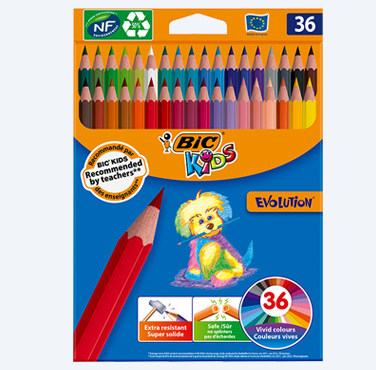 NF
50%
36
BIC
KIDS
Recommandé par
BIC® KIDS
Recommended
by teachers**
des enseignants**
EVOLUTION
Extra resistant
Super solide
Safe /Sûr
no splinters
pas d'échardes
36
Vivid colours
Couleurs vives